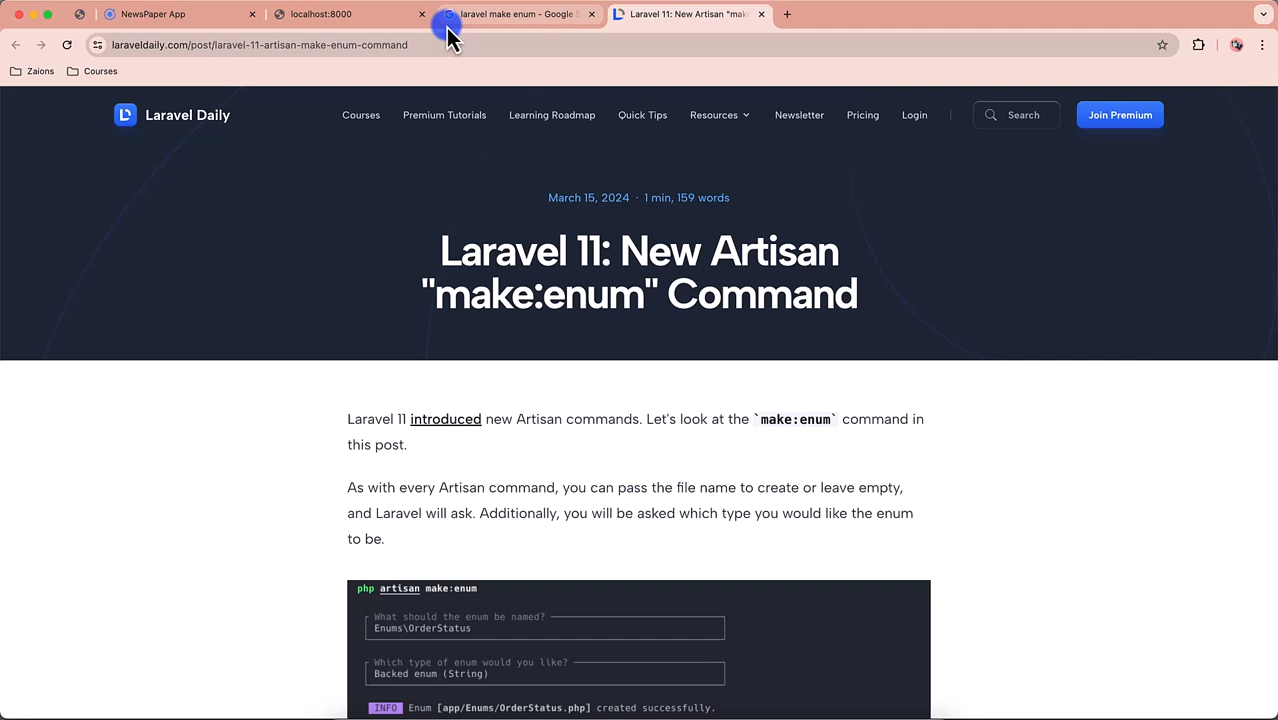 NewsPaper App
localhost:8000
laravel make enum - Google S
Laravel 11: New Artisan "mak
laraveldaily.com/post/laravel-11-artisan-make-enum-command
Zaions
Courses
Laravel Daily
Courses
Premium Tutorials
Learning Roadmap
Quick Tips
Resources
Newsletter
Pricing
Login
Search
Join Premium
March 15, 2024 · 1 min, 159 words
Laravel 11: New Artisan
"make:enum" Command
Laravel 11 introduced new Artisan commands. Let's look at the `make:enum` command in
this post.
As with every Artisan command, you can pass the file name to create or leave empty,
and Laravel will ask. Additionally, you will be asked which type you would like the enum
to be.
php artisan make:enum
What should the enum be named?
Enums\OrderStatus
Which type of enum would you like?
Backed enum (String)
INFO Enum [app/Enums/OrderStatus.php] created successfully.